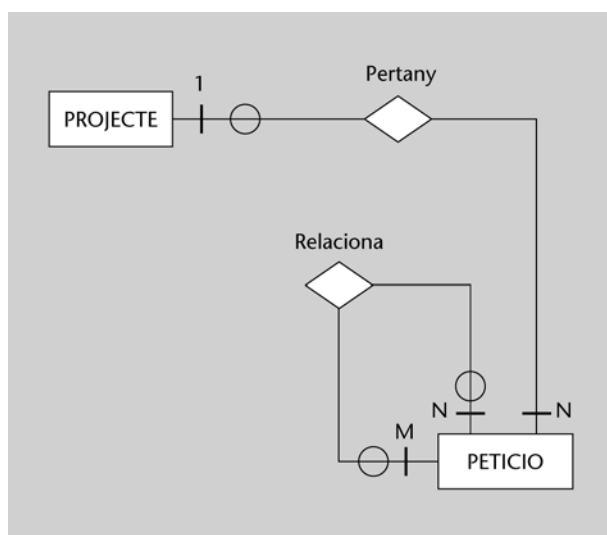 Pertany
1
PROJECTE
Relaciona
N
N
M
PETICIO